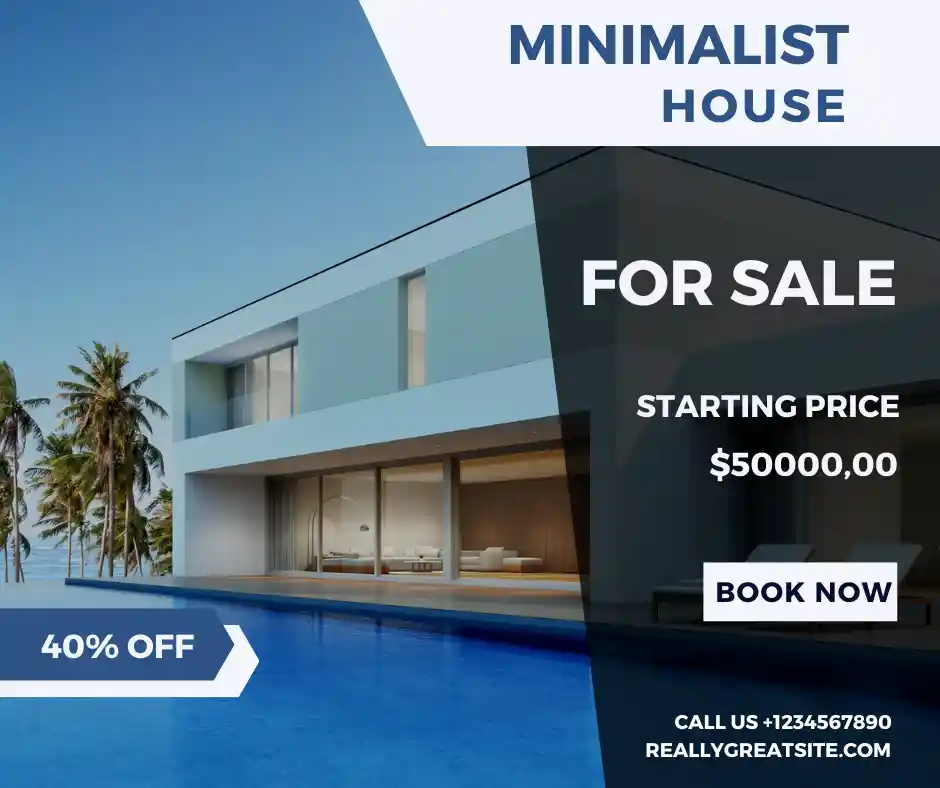 MINIMALIST
HOUSE
FOR SALE
STARTING PRICE
$50000,00
BOOK NOW
40% OFF
CALL US +1234567890
REALLYGREATSITE.COM